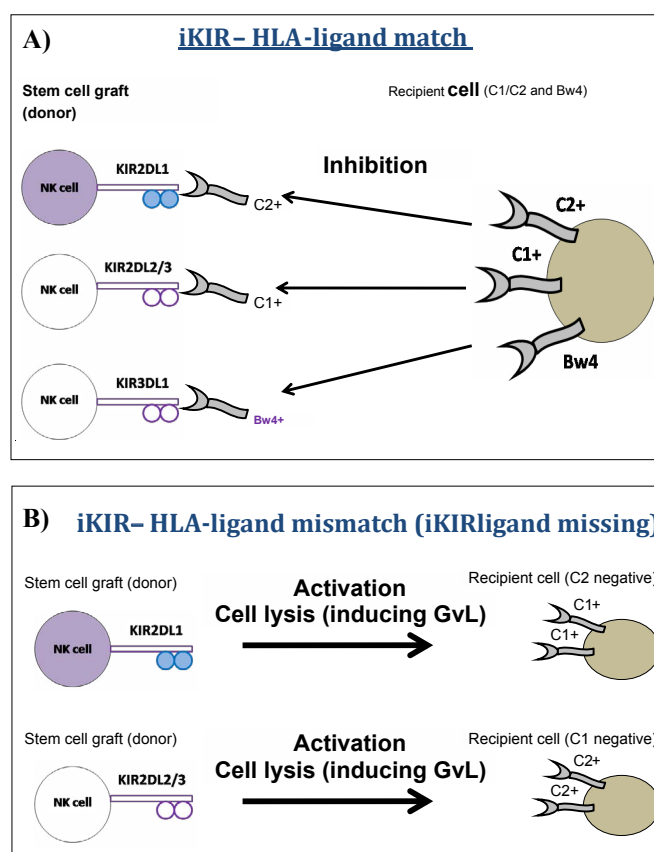 A) iKIR– HLA-ligand match
Stem cell graft
(donor)
Recipient cell (C1/C2 and Bw4)
Inhibition
NK cell
KIR2DL1
C2+
NK cell
KIR2DL2/3
C1+
NK cell
KIR3DL1
Bw4+
C2+
C1+
Bw4
B) iKIR– HLA-ligand mismatch (iKIRligand missing)
Stem cell graft (donor)
Activation
Cell lysis (inducing GvL)
Recipient cell (C2 negative)
NK cell
KIR2DL1
C1+
C1+
Stem cell graft (donor)
Activation
Cell lysis (inducing GvL)
Recipient cell (C1 negative)
NK cell
KIR2DL2/3
C2+
C2+